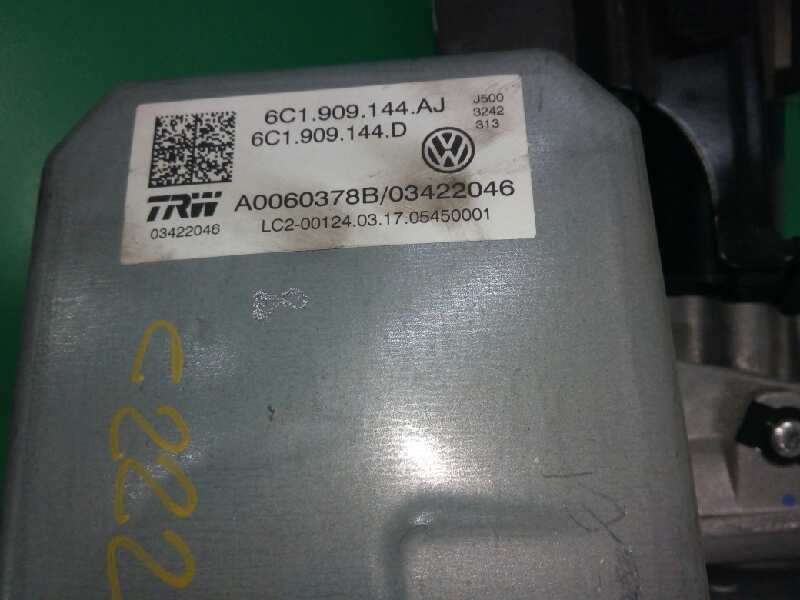 6C1.909.144.AJ
6C1.909.144.D
J500
3242
313
TRW
A0060378B/03422046
03422046
LC2-00124.03.17.05450001
C222